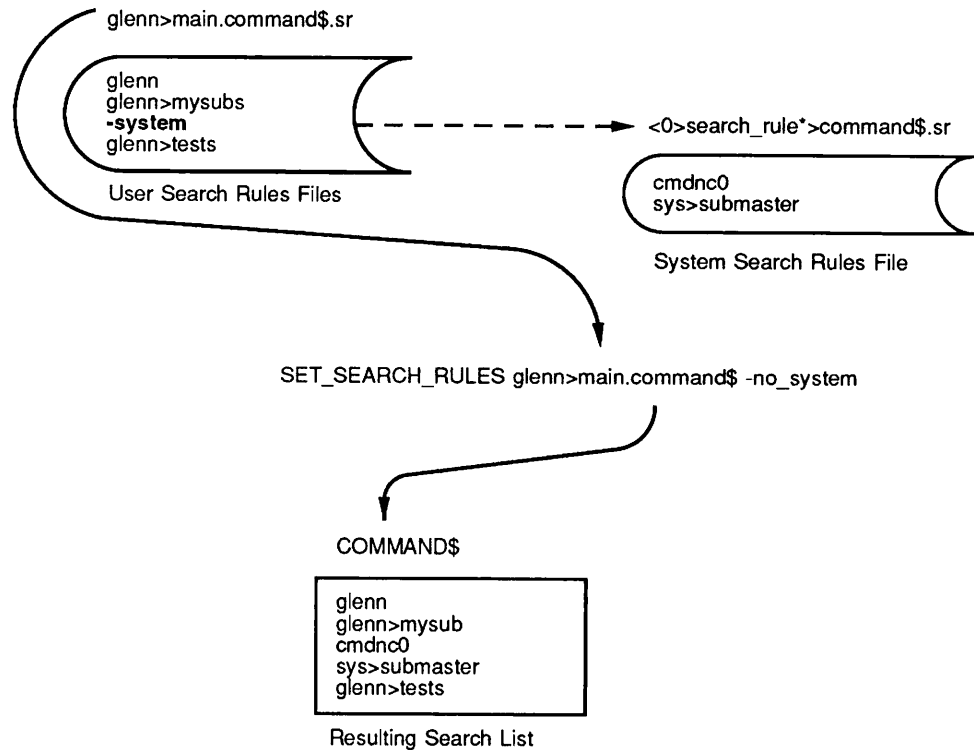 glenn>main.command$.sr
glenn
glenn>mysubs
-system
glenn>tests
User Search Rules Files
<0>search_rule*>command$.sr
cmdnc0
sys>submaster
System Search Rules File
SET_SEARCH_RULES glenn>main.command$ -no_system
COMMAND$
glenn
glenn>mysub
cmdnc0
sys>submaster
glenn>tests
Resulting Search List